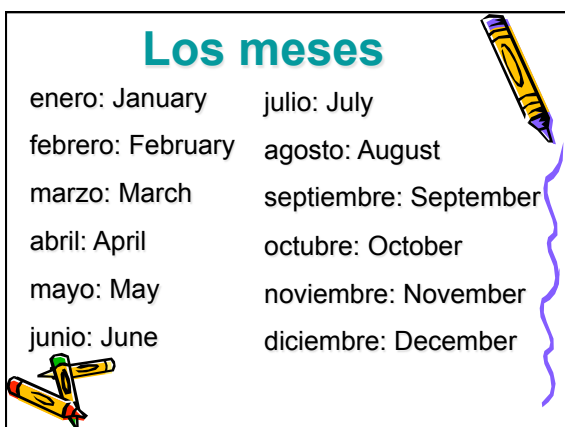 Los meses
enero: January
febrero: February
marzo: March
abril: April
mayo: May
junio: June
julio: July
agosto: August
septiembre: September
octubre: October
noviembre: November
diciembre: December